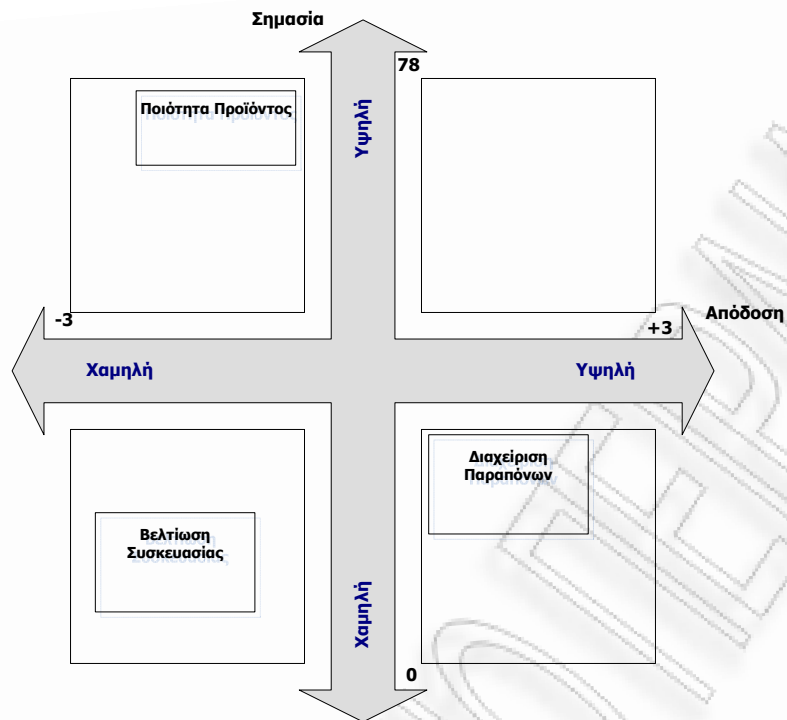 Σημασία
78
Υψηλή
Ποιότητα Προϊόντος
-3
Απόδοση
+3
Χαμηλή
Υψηλή
Διαχείριση
Παραπόνων
Βελτίωση
Συσκευασίας
Χαμηλή
0